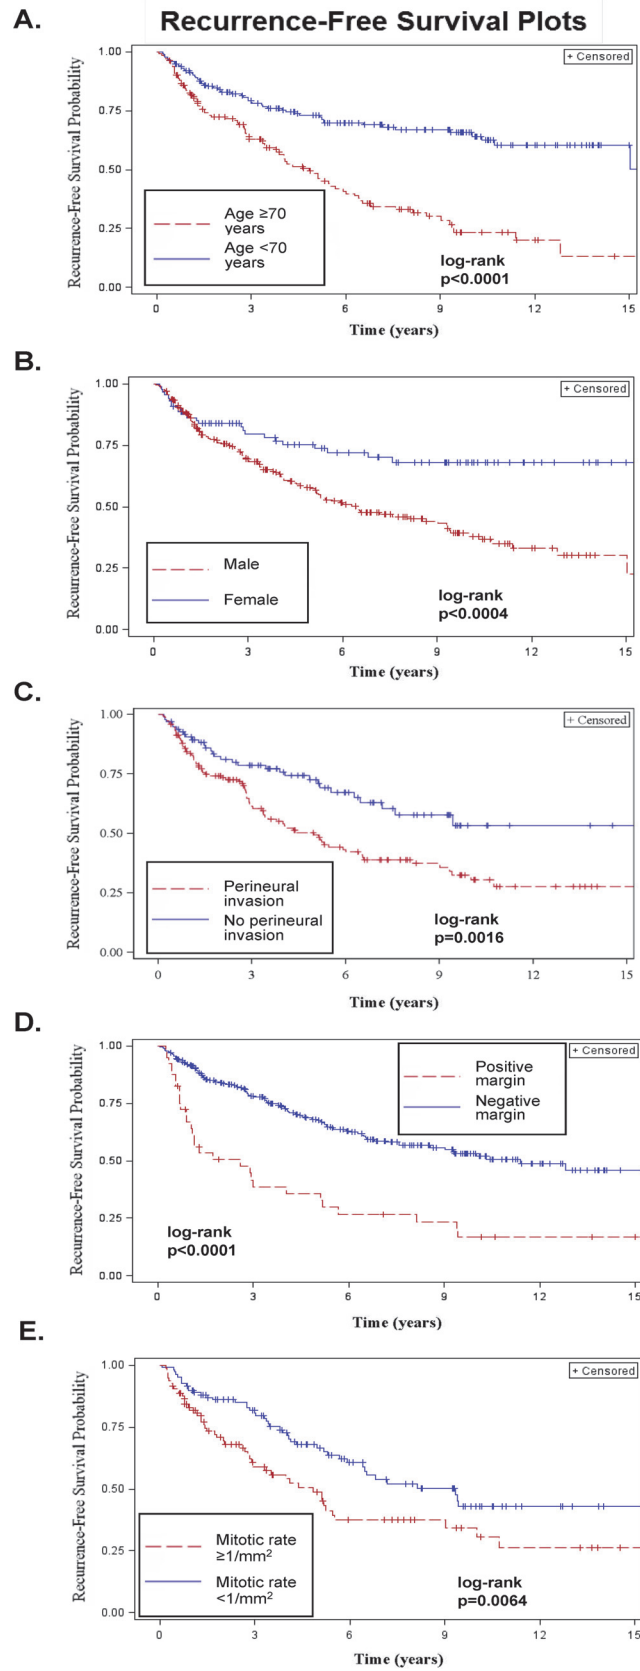 A.
Recurrence-Free Survival Plots
Recurrence-Free Survival Probability
1.00
0.75
0.50
0.25
0.00
+ Censored
Age ≥70
years
Age <70
years
log-rank
p<0.0001
0 3 6 9 12 15
Time (years)
B.
Recurrence-Free Survival Probability
1.00
0.75
0.50
0.25
0.00
+ Censored
Male
Female
log-rank
p<0.0004
0 3 6 9 12 15
Time (years)
C.
Recurrence-Free Survival Probability
1.00
0.75
0.50
0.25
0.00
+ Censored
Perineural
invasion
No perineural
invasion
log-rank
p=0.0016
0 3 6 9 12 15
Time (years)
D.
Recurrence-Free Survival Probability
1.00
0.75
0.50
0.25
0.00
+ Censored
Positive
margin
Negative
margin
log-rank
p<0.0001
0 3 6 9 12 15
Time (years)
E.
Recurrence-Free Survival Probability
1.00
0.75
0.50
0.25
0.00
+ Censored
Mitotic rate
≥1/mm²
Mitotic rate
<1/mm²
log-rank
p=0.0064
0 3 6 9 12 15
Time (years)